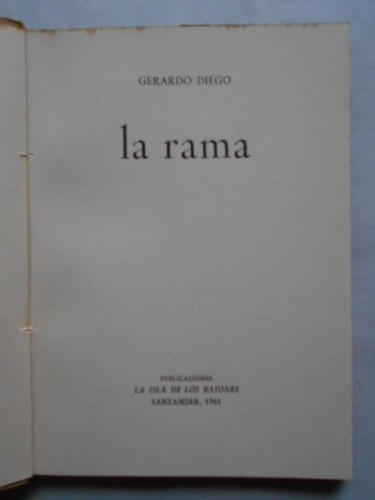 GERARDO DIEGO
la rama
PUBLICACIONES
LA ISLA DE LOS RATONES
SANTANDER, 1961